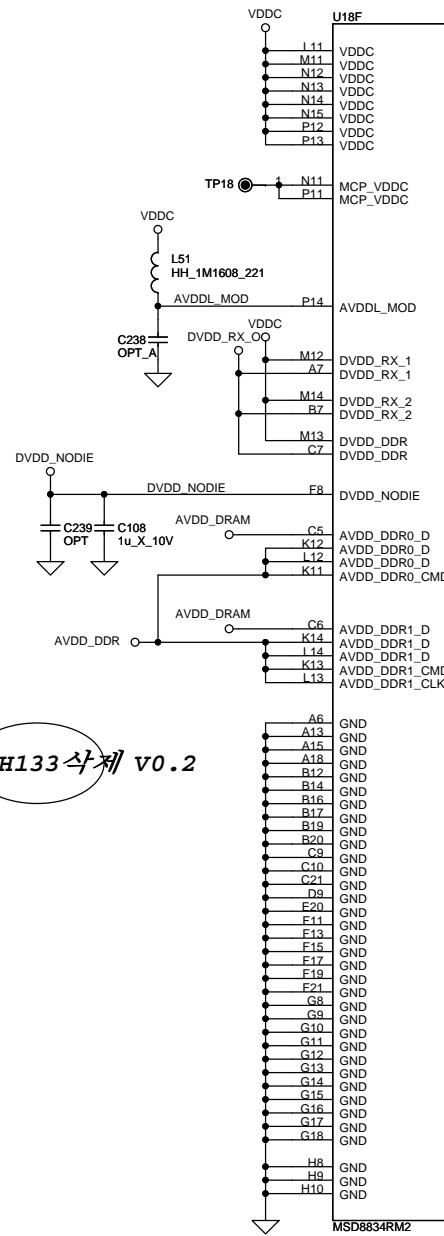 VDDC
U18F
L11 VDDC
M11 VDDC
N12 VDDC
N13 VDDC
N14 VDDC
N15 VDDC
P12 VDDC
P13 VDDC
TP18 1 N11 MCP_VDDC
P11 MCP_VDDC
VDDC
L51
HH_1M1608_221
AVDDL_MOD P14 AVDDL_MOD
C238
OPT_A
DVDD_RX_O
VDDC
M12 DVDD_RX_1
A7 DVDD_RX_1
M14 DVDD_RX_2
B7 DVDD_RX_2
M13 DVDD_DDR
C7 DVDD_DDR
DVDD_NODIE
DVDD_NODIE F8 DVDD_NODIE
C239
OPT
C108
1u_X_10V
AVDD_DRAM
C5 AVDD_DDR0_D
K12 AVDD_DDR0_D
L12 AVDD_DDR0_D
K11 AVDD_DDR0_CMD
AVDD_DRAM
C6 AVDD_DDR1_D
AVDD_DDR K14 AVDD_DDR1_D
L14 AVDD_DDR1_D
K13 AVDD_DDR1_CMD
L13 AVDD_DDR1_CLK
A6 GND
A13 GND
A15 GND
H133 삭제 V0.2
A18 GND
B12 GND
B14 GND
B16 GND
B17 GND
B19 GND
B20 GND
C9 GND
C10 GND
C21 GND
D9 GND
E20 GND
F11 GND
F13 GND
F15 GND
F17 GND
F19 GND
F21 GND
G8 GND
G9 GND
G10 GND
G11 GND
G12 GND
G13 GND
G14 GND
G15 GND
G16 GND
G17 GND
G18 GND
H8 GND
H9 GND
H10 GND
MSD8834RM2